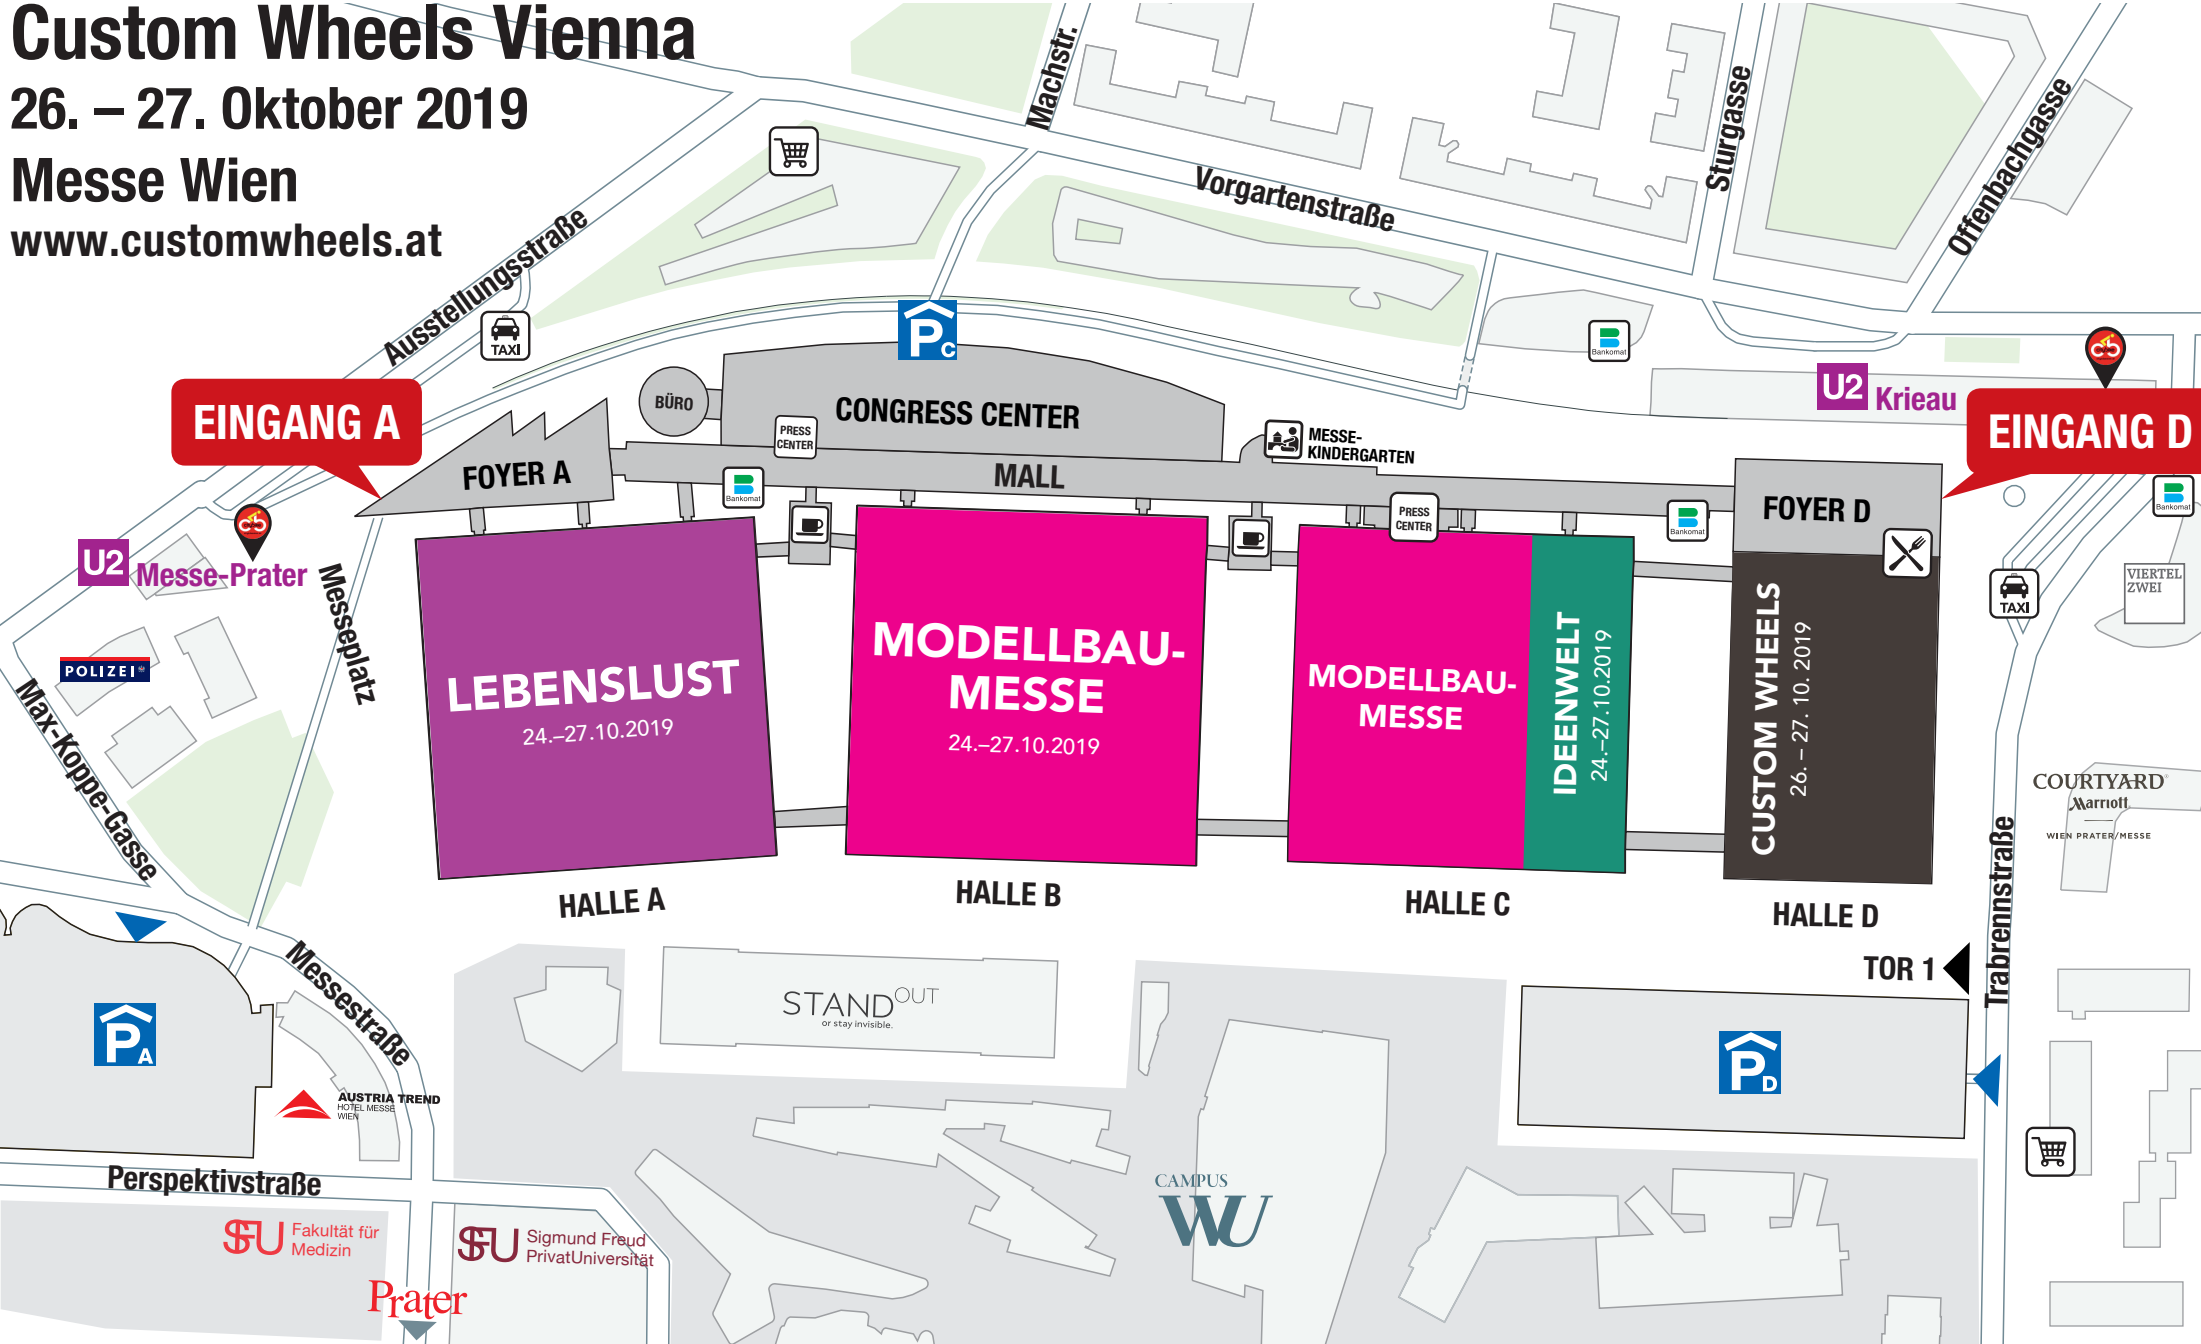 Custom Wheels Vienna
26. – 27. Oktober 2019
Messe Wien
www.customwheels.at
Machstr.
Sturgasse
Offenbachgasse
Vorgartenstraße
Ausstellungsstraße
TAXI
P C
Bankomat
U2 Krieau
EINGANG A
EINGANG D
BÜRO
CONGRESS CENTER
PRESS
CENTER
MESSE-
KINDERGARTEN
FOYER A
MALL
Bankomat
PRESS
CENTER
Bankomat
FOYER D
Bankomat
U2 Messe-Prater
Messeplatz
POLIZEI
Max-Koppe-Gasse
LEBENSLUST
24.–27.10.2019
MODELLBAU-
MESSE
24.–27.10.2019
MODELLBAU-
MESSE
IDEENWELT
24.–27.10.2019
CUSTOM WHEELS
26. – 27. 10. 2019
TAXI
VIERTEL
ZWEI
COURTYARD
Marriott
WIEN PRATER/MESSE
Trabrennstraße
HALLE A
HALLE B
HALLE C
HALLE D
TOR 1
Messestraße
STANDOUT
or stay invisible.
P A
P D
AUSTRIA TREND
HOTEL MESSE
WIEN
Perspektivstraße
SFU Fakultät für
Medizin
SFU Sigmund Freud
PrivatUniversität
CAMPUS
WU
Prater